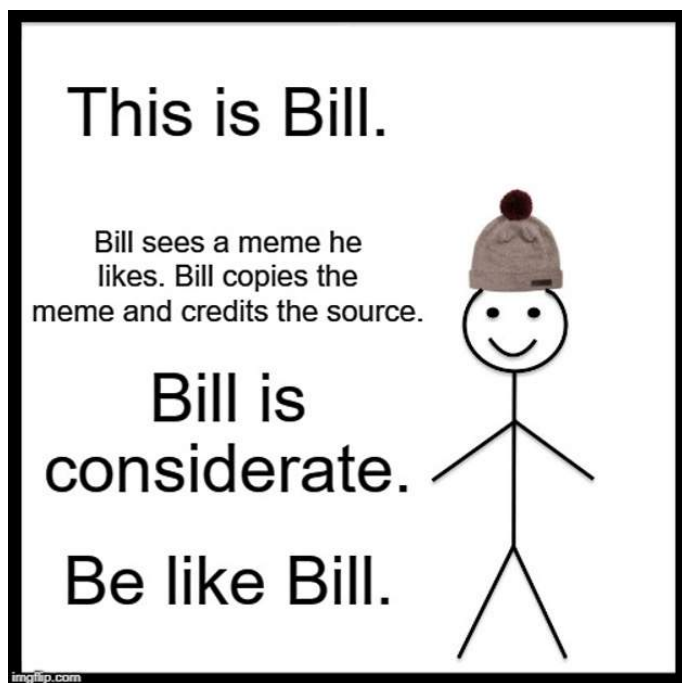 This is Bill.
Bill sees a meme he
likes. Bill copies the
meme and credits the source.
Bill is
considerate.
Be like Bill.
imgflip.com